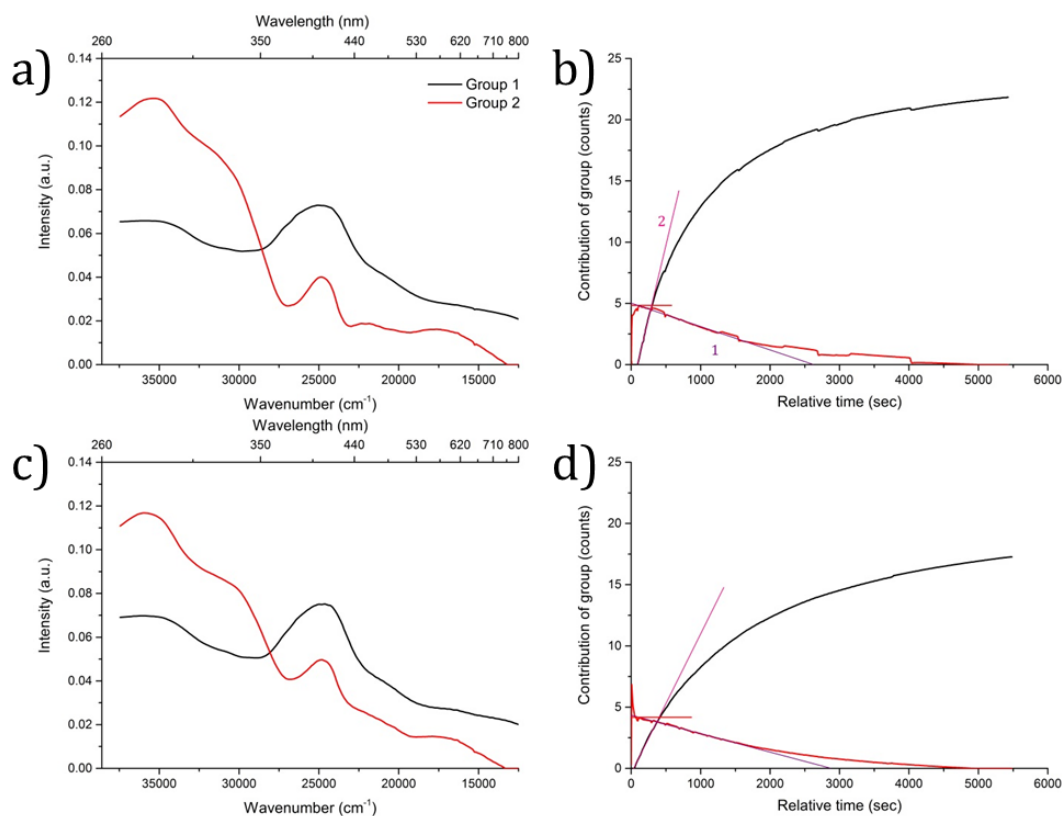 a)
Wavelength (nm)
260 350 440 530 620 710 800
0.14
0.12
0.10
0.08
0.06
0.04
0.02
0.00
Intensity (a.u.)
Group 1
Group 2
35000 30000 25000 20000 15000
Wavenumber (cm⁻¹)
b)
25
20
15
10
5
0
Contribution of group (counts)
2
1
0 1000 2000 3000 4000 5000 6000
Relative time (sec)
c)
Wavelength (nm)
260 350 440 530 620 710 800
0.14
0.12
0.10
0.08
0.06
0.04
0.02
0.00
Intensity (a.u.)
35000 30000 25000 20000 15000
Wavenumber (cm⁻¹)
d)
25
20
15
10
5
0
Contribution of group (counts)
0 1000 2000 3000 4000 5000 6000
Relative time (sec)